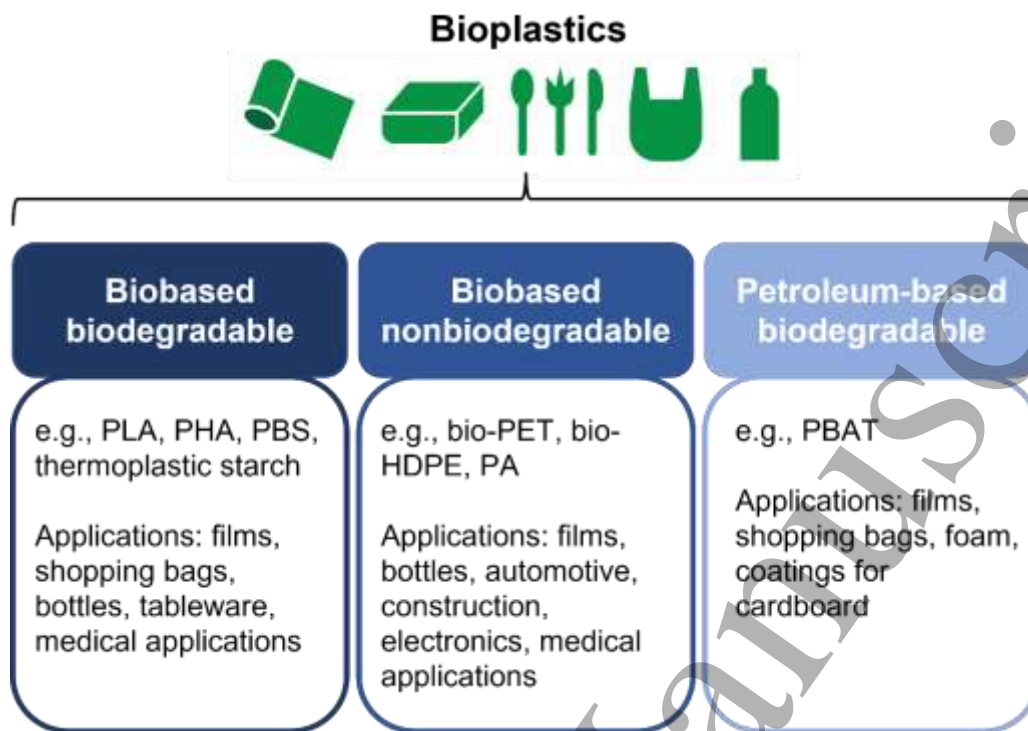 Bioplastics
Biobased
biodegradable
e.g., PLA, PHA, PBS,
thermoplastic starch
Applications: films,
shopping bags,
bottles, tableware,
medical applications
Biobased
nonbiodegradable
e.g., bio-PET, bio-
HDPE, PA
Applications: films,
bottles, automotive,
construction,
electronics, medical
applications
Petroleum-based
biodegradable
e.g., PBAT
Applications: films,
shopping bags, foam,
coatings for
cardboard